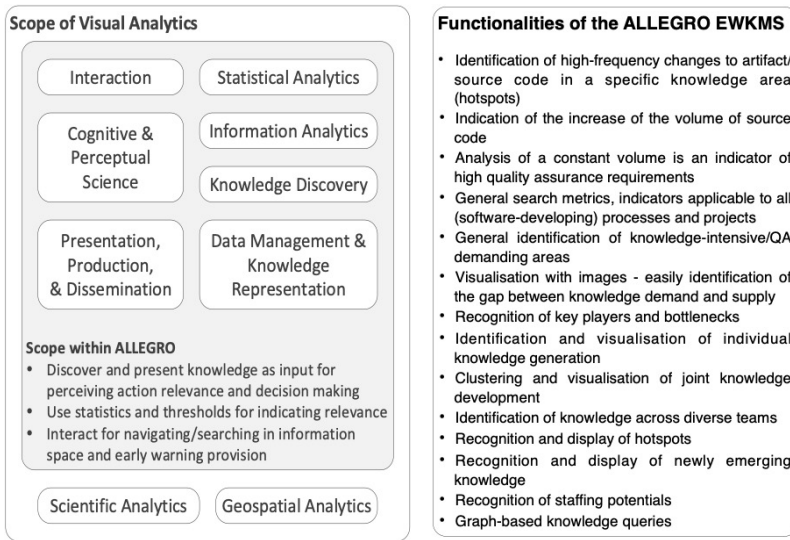 Scope of Visual Analytics
Interaction
Statistical Analytics
Cognitive &
Perceptual
Science
Information Analytics
Knowledge Discovery
Presentation,
Production,
& Dissemination
Data Management &
Knowledge
Representation
Scope within ALLEGRO
• Discover and present knowledge as input for
perceiving action relevance and decision making
• Use statistics and thresholds for indicating relevance
• Interact for navigating/searching in information
space and early warning provision
Scientific Analytics
Geospatial Analytics
Functionalities of the ALLEGRO EWKMS
• Identification of high-frequency changes to artifact/
source code in a specific knowledge area
(hotspots)
• Indication of the increase of the volume of source
code
• Analysis of a constant volume is an indicator of
high quality assurance requirements
• General search metrics, indicators applicable to all
(software-developing) processes and projects
• General identification of knowledge-intensive/QA
demanding areas
• Visualisation with images - easily identification of
the gap between knowledge demand and supply
• Recognition of key players and bottlenecks
• Identification and visualisation of individual
knowledge generation
• Clustering and visualisation of joint knowledge
development
• Identification of knowledge across diverse teams
• Recognition and display of hotspots
• Recognition and display of newly emerging
knowledge
• Recognition of staffing potentials
• Graph-based knowledge queries